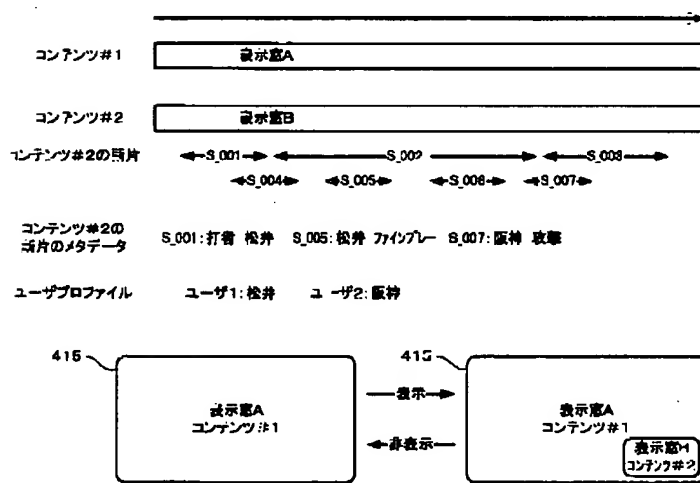 コンテンツ#1
表示窓A
コンテンツ#2
表示窓B
コンテンツ#2の断片
S_001
S_002
S_003
S_004
S_005
S_006
S_007
コンテンツ#2の
断片のメタデータ
S_001:打者 松井 S_005:松井 ファインプレー S_007:阪神 攻撃
ユーザプロファイル
ユーザ1:松井 ユーザ2:阪神
415
415
表示窓A
コンテンツ#1
表示
非表示
表示窓A
コンテンツ#1
表示窓B
コンテンツ#2